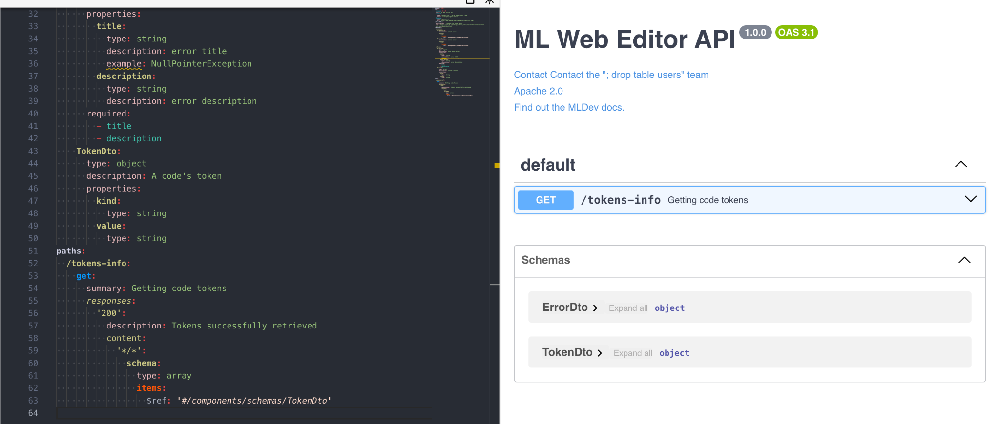 32 properties:
33 title:
34 type: string
35 description: error title
36 example: NullPointerException
37 description:
38 type: string
39 description: error description
40 required:
41 - title
42 - description
43 TokenDto:
44 type: object
45 description: A code's token
46 properties:
47 kind:
48 type: string
49 value:
50 type: string
51 paths:
52 /tokens-info:
53 get:
54 summary: Getting code tokens
55 responses:
56 '200':
57 description: Tokens successfully retrieved
58 content:
59 '*/*':
60 schema:
61 type: array
62 items:
63 $ref: '#/components/schemas/TokenDto'
64
ML Web Editor API 1.0.0 OAS 3.1
Contact Contact the "; drop table users" team
Apache 2.0
Find out the MLDev docs.
default
GET /tokens-info Getting code tokens
Schemas
ErrorDto Expand all object
TokenDto Expand all object